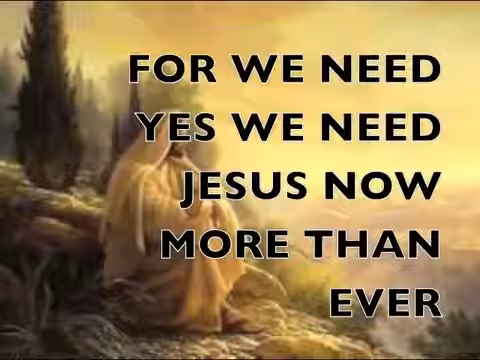 FOR WE NEED
YES WE NEED
JESUS NOW
MORE THAN
EVER